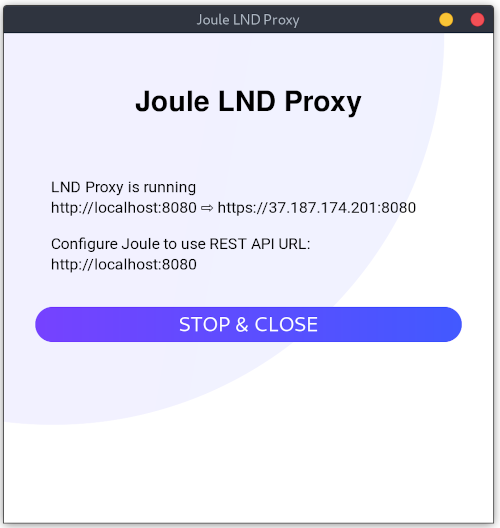 Joule LND Proxy
Joule LND Proxy
LND Proxy is running
http://localhost:8080 ⇨ https://37.187.174.201:8080
Configure Joule to use REST API URL:
http://localhost:8080
STOP & CLOSE